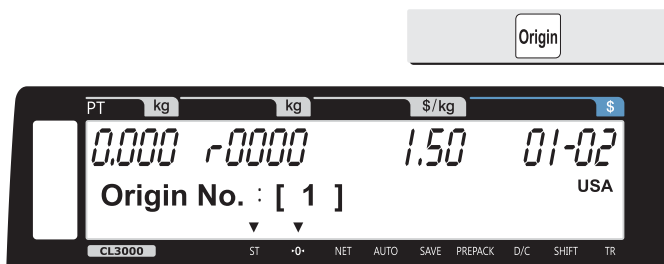 Origin
PT kg kg $/kg $
0.000 r0000 1.50 01-02
Origin No. : [ 1 ]
USA
CL3000 ST ·0· NET AUTO SAVE PREPACK D/C SHIFT TR